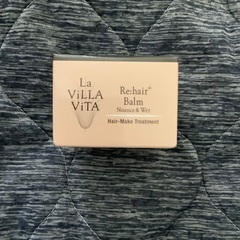 La
ViLLA
ViTA
Re:hair+
Balm
Nuance & Wet
Hair-Make Treatment